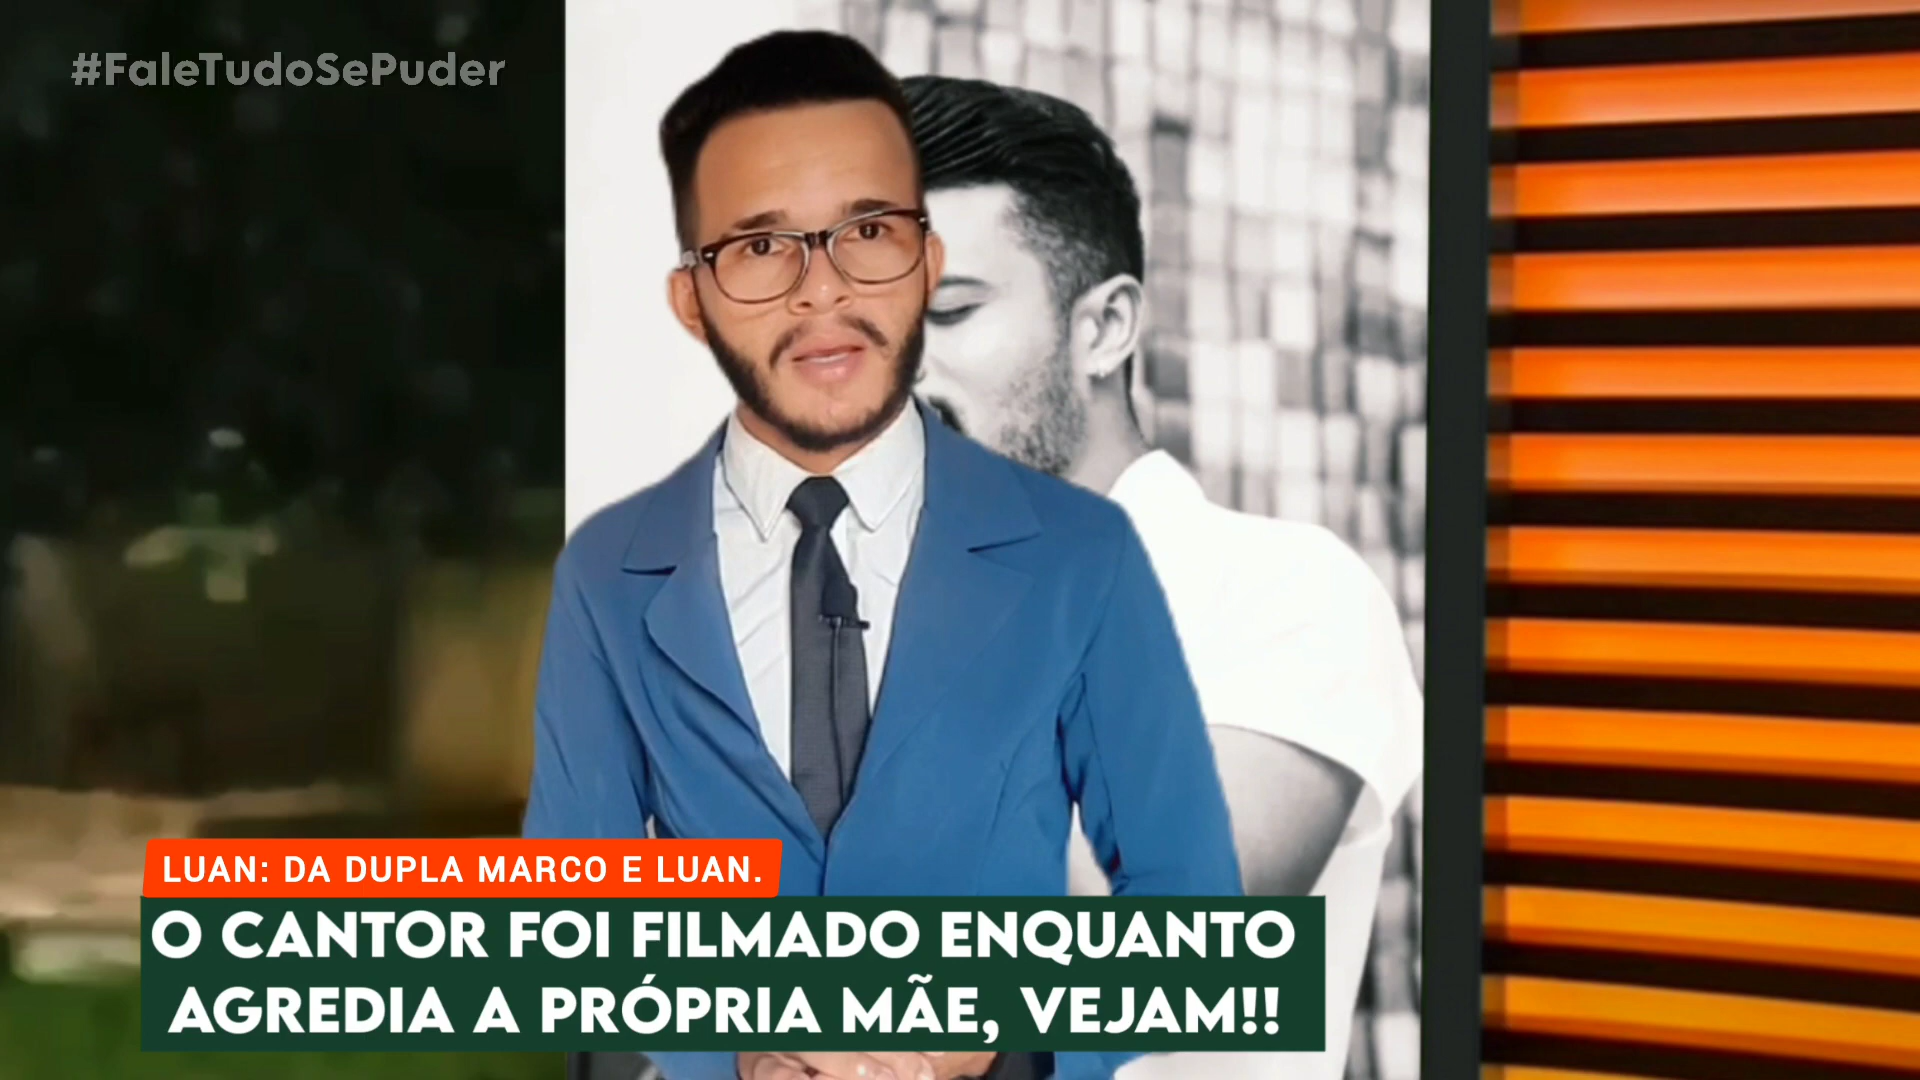 #FaleTudoSePuder
LUAN: DA DUPLA MARCO E LUAN.
O CANTOR FOI FILMADO ENQUANTO
AGREDIA A PRÓPRIA MÃE, VEJAM!!